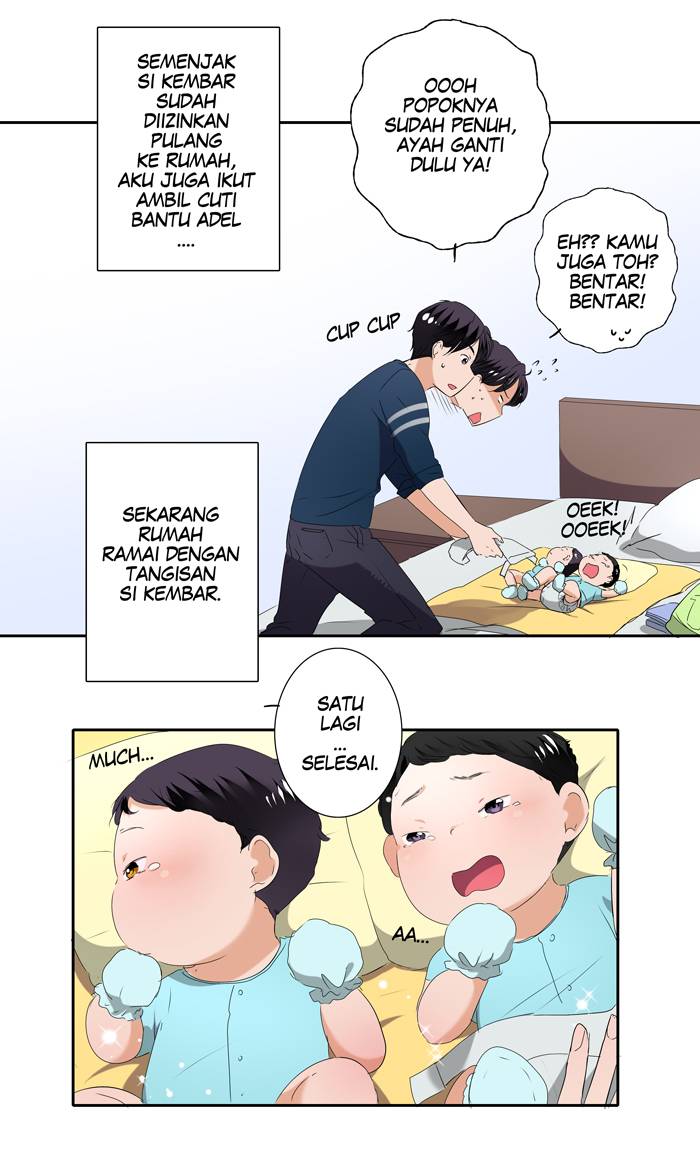 SEMENJAK
SI KEMBAR
SUDAH
DIIZINKAN
PULANG
KE RUMAH,
AKU JUGA IKUT
AMBIL CUTI
BANTU ADEL
....
OOOH
POPOKNYA
SUDAH PENUH,
AYAH GANTI
DULU YA!
EH?? KAMU
JUGA TOH?
BENTAR!
BENTAR!
CUP CUP
OEEK!
OOEEK!
SEKARANG
RUMAH
RAMAI DENGAN
TANGISAN
SI KEMBAR.
SATU
LAGI
...
SELESAI.
MUCH...
AA...